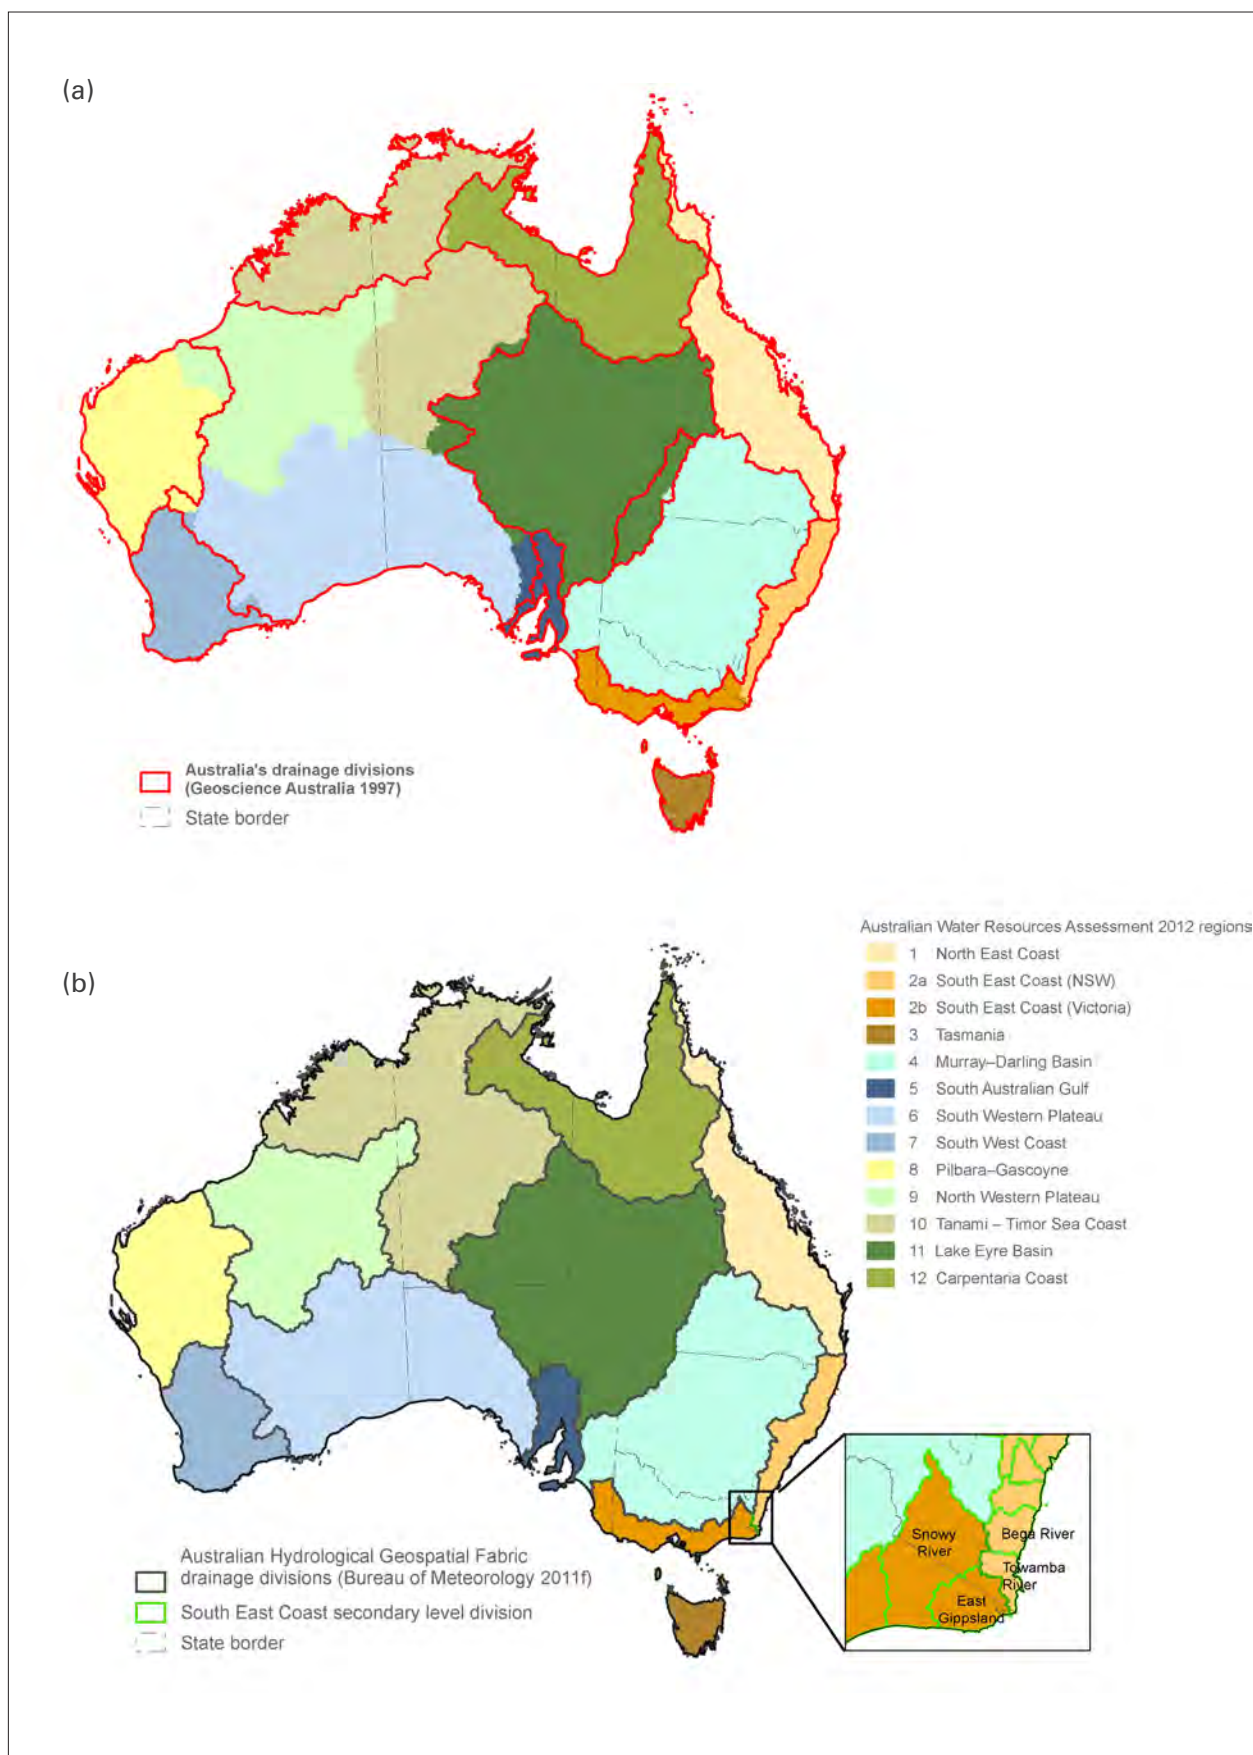 (a)
Australia's drainage divisions
(Geoscience Australia 1997)
State border
(b)
Australian Water Resources Assessment 2012 regions
1 North East Coast
2a South East Coast (NSW)
2b South East Coast (Victoria)
3 Tasmania
4 Murray–Darling Basin
5 South Australian Gulf
6 South Western Plateau
7 South West Coast
8 Pilbara–Gascoyne
9 North Western Plateau
10 Tanami – Timor Sea Coast
11 Lake Eyre Basin
12 Carpentaria Coast
Snowy
River
Bega River
Towamba
River
East
Gippsland
Australian Hydrological Geospatial Fabric
drainage divisions (Bureau of Meteorology 2011f)
South East Coast secondary level division
State border